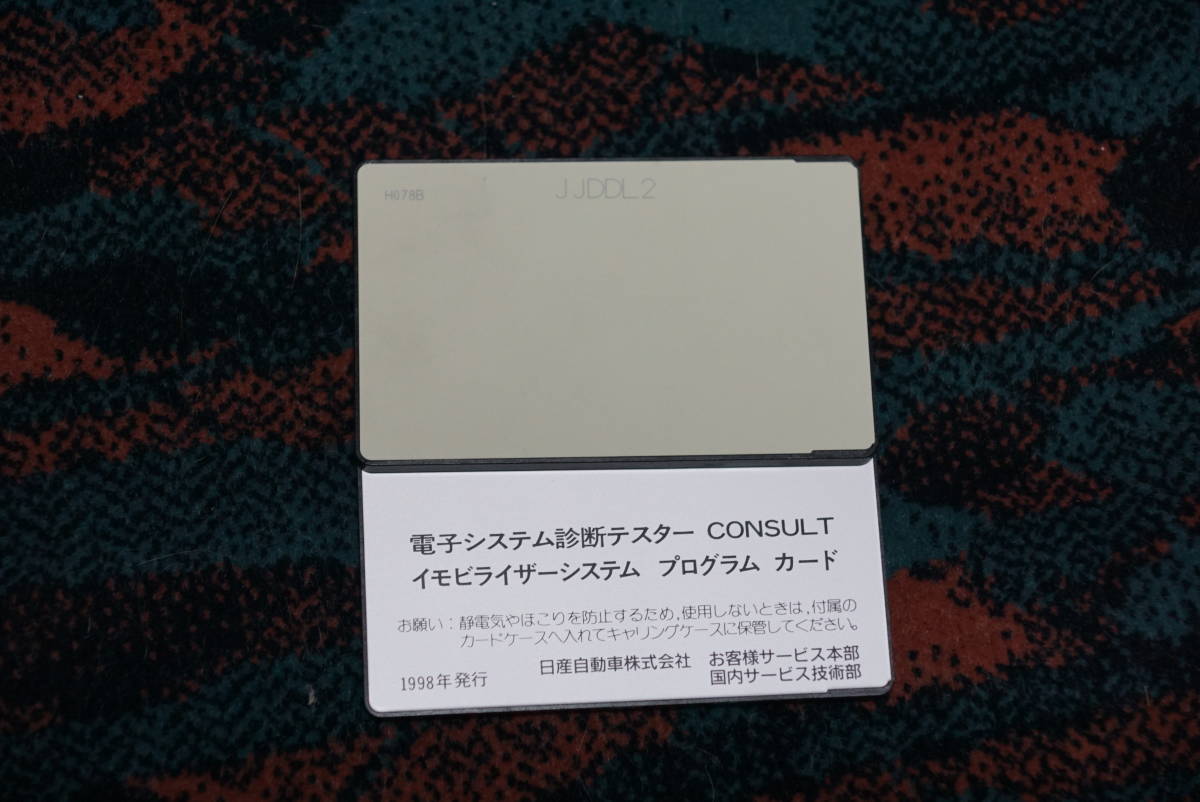 H078B
JJDDL2
電子システム診断テスター CONSULT
イモビライザーシステム プログラム カード
お願い：静電気やほこりを防止するため,使用しないときは,付属の
カードケースへ入れてキャリングケースに保管してください。
1998年発行
日産自動車株式会社 お客様サービス本部
国内サービス技術部